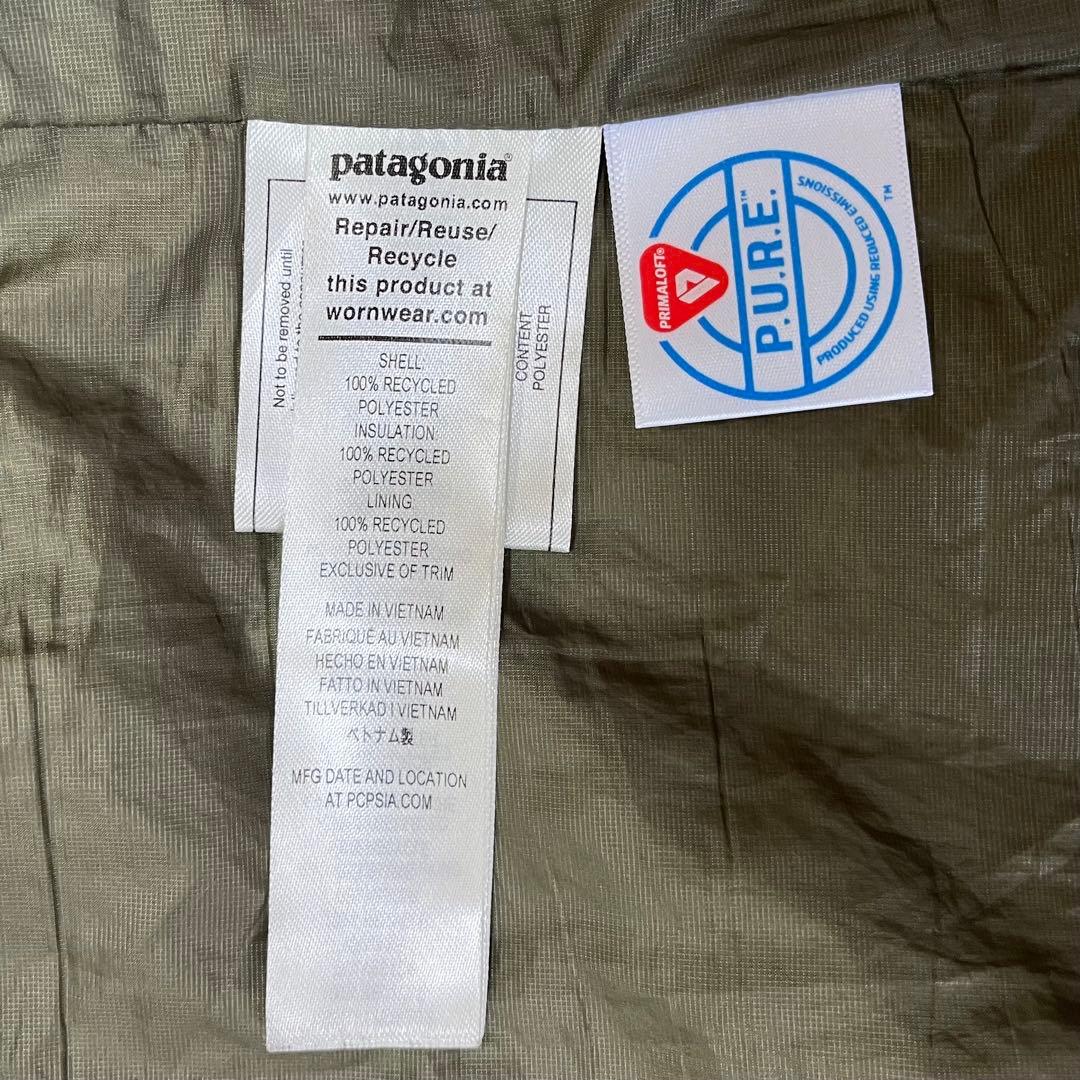 patagonia®
www.patagonia.com
Repair/Reuse/
Recycle
this product at
wornwear.com
SHELL:
100% RECYCLED
POLYESTER
INSULATION:
100% RECYCLED
POLYESTER
LINING
100% RECYCLED
POLYESTER
EXCLUSIVE OF TRIM
MADE IN VIETNAM
FABRIQUÉ AU VIETNAM
HECHO EN VIETNAM
FATTO IN VIETNAM
TILLVERKAD I VIETNAM
ベトナム製
MFG DATE AND LOCATION
AT PCPSIA.COM
Not to be removed until
CONTENT
POLYESTER
PRIMALOFT®
P.U.R.E.™
PRODUCED USING REDUCED EMISSIONS
™